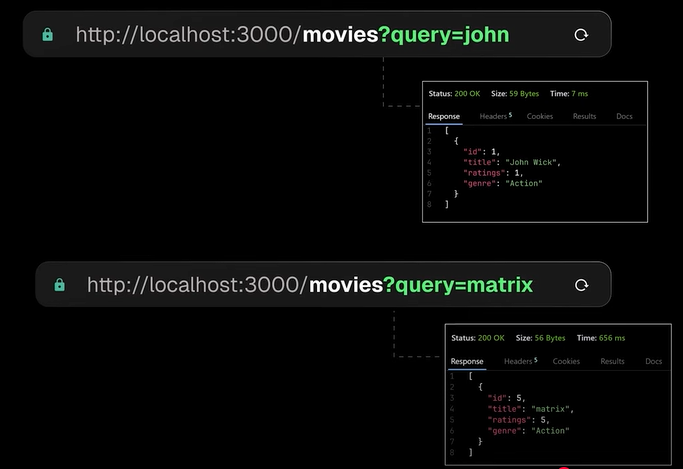 http://localhost:3000/movies?query=john
Status: 200 OK Size: 59 Bytes Time: 7 ms
Response Headers 5 Cookies Results Docs
1 [
2 {
3 "id": 1,
4 "title": "John Wick",
5 "ratings": 1,
6 "genre": "Action"
7 }
8 ]
http://localhost:3000/movies?query=matrix
Status: 200 OK Size: 56 Bytes Time: 656 ms
Response Headers 5 Cookies Results Docs
1 [
2 {
3 "id": 5,
4 "title": "matrix",
5 "ratings": 5,
6 "genre": "Action"
7 }
8 ]